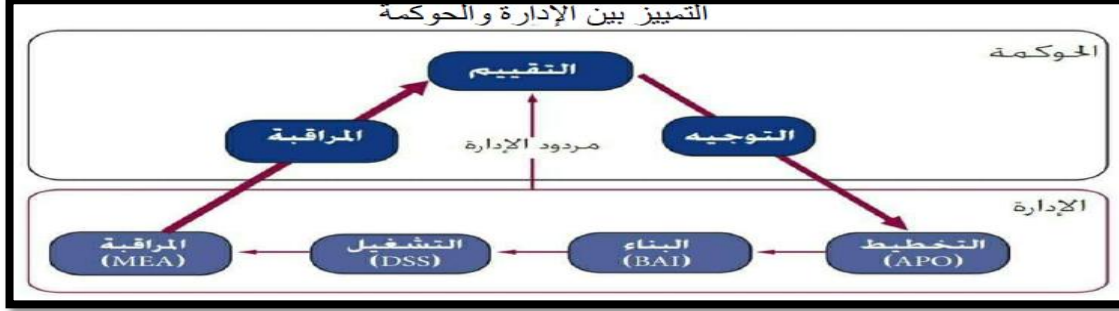 التمييز بين الإدارة والحوكمة
الحوكمة
التقييم
المراقبة
مردود الإدارة
التوجيه
الإدارة
التخطيط
(APO)
البناء
(BAI)
التشغيل
(DSS)
المراقبة
(MEA)